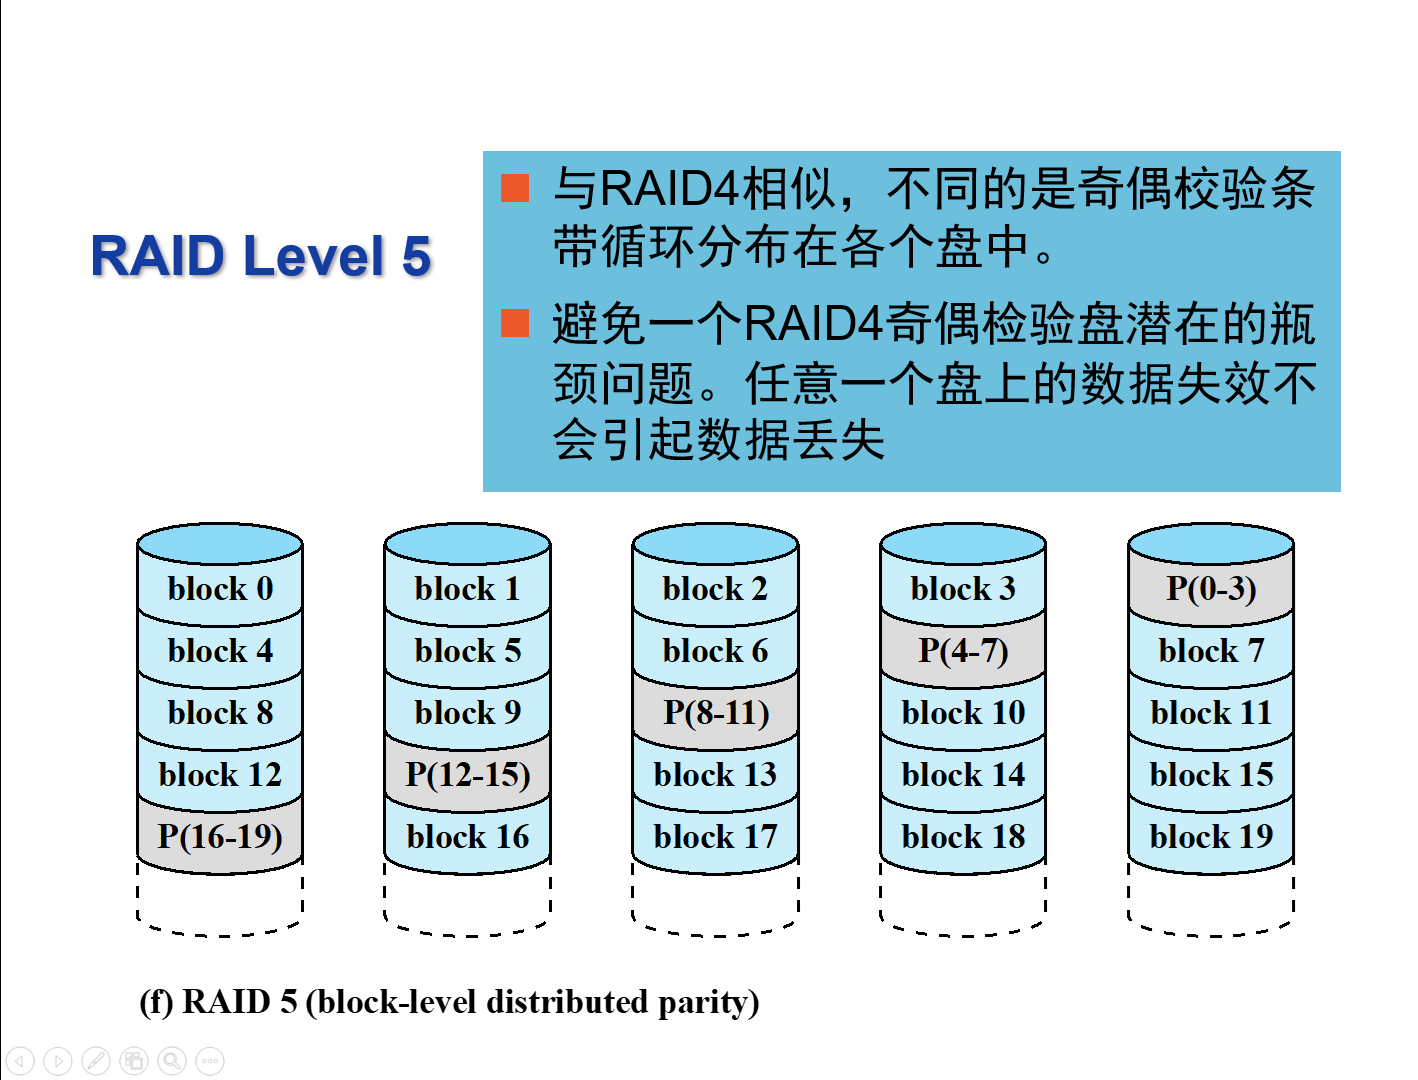 RAID Level 5
与RAID4相似，不同的是奇偶校验条
带循环分布在各个盘中。
避免一个RAID4奇偶检验盘潜在的瓶
颈问题。任意一个盘上的数据失效不
会引起数据丢失
block 0 block 1 block 2 block 3 P(0-3)
block 4 block 5 block 6 P(4-7) block 7
block 8 block 9 P(8-11) block 10 block 11
block 12 P(12-15) block 13 block 14 block 15
P(16-19) block 16 block 17 block 18 block 19
(f) RAID 5 (block-level distributed parity)